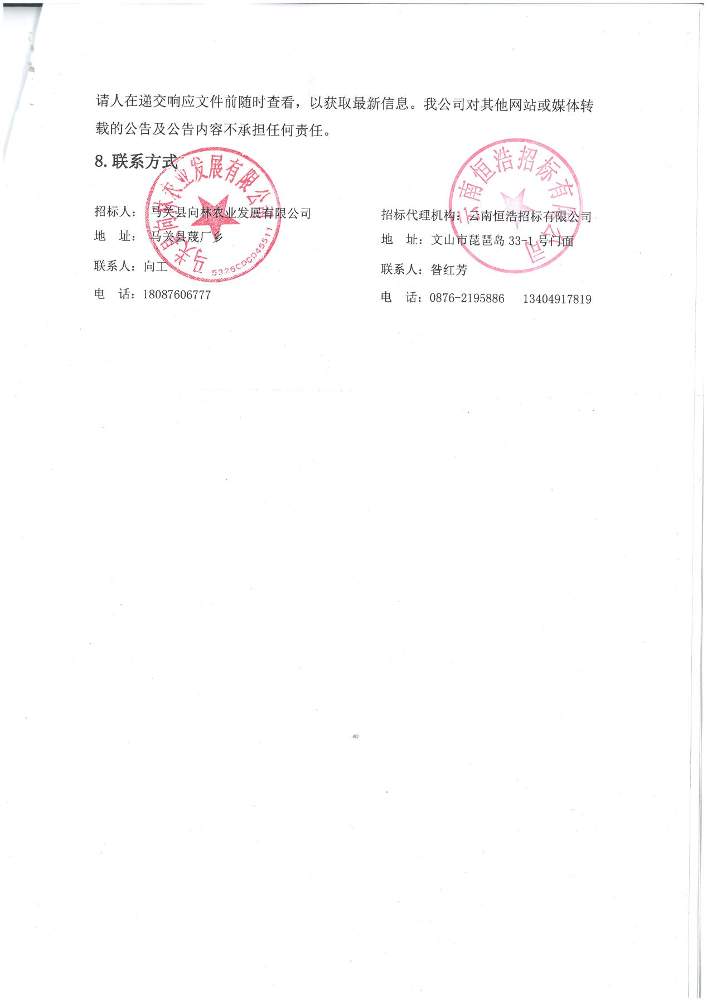 请人在递交响应文件前随时查看，以获取最新信息。我公司对其他网站或媒体转
载的公告及公告内容不承担任何责任。
8.联系方式
招标人： 马关县向林农业发展有限公司
地 址： 马关县蔑厂乡
联系人：向工
电 话：18087606777
招标代理机构：云南恒浩招标有限公司
地 址：文山市琵琶岛 33-1 号门面
联系人：昝红芳
电 话：0876-2195886 13404917819
马关县向林农业发展有限公司
5326000045511
云南恒浩招标有限公司